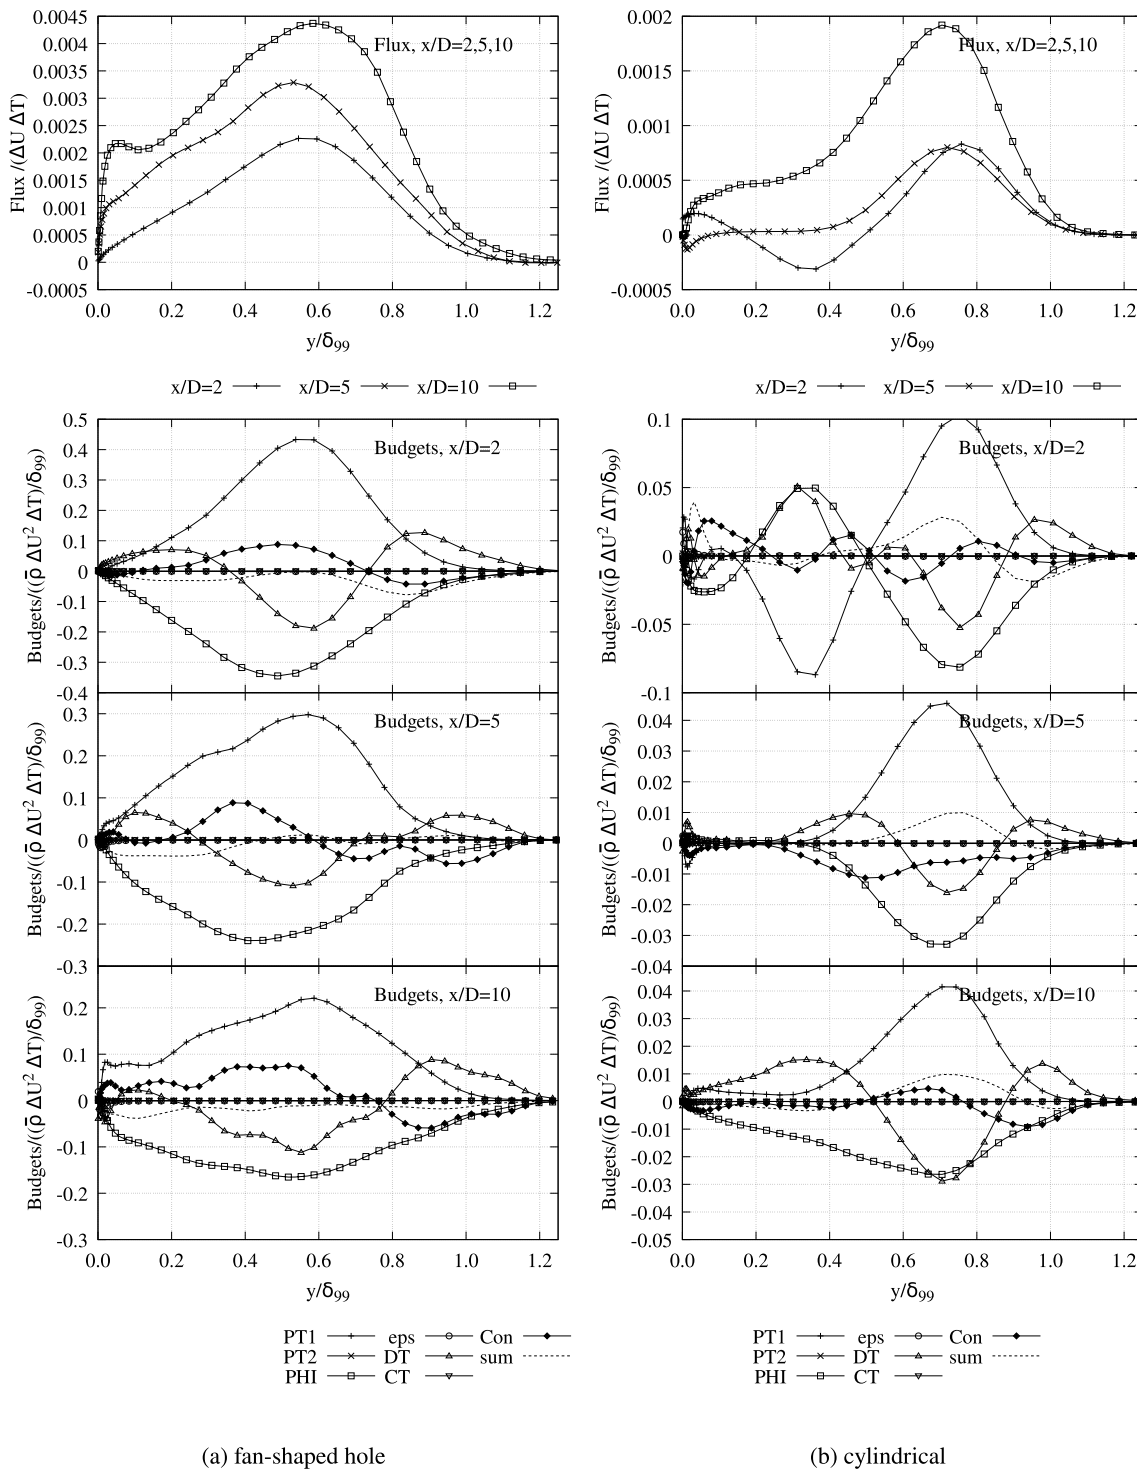 Flux /(ΔU ΔT)
0.0045
0.004
0.0035
0.003
0.0025
0.002
0.0015
0.001
0.0005
0
-0.0005
Flux, x/D=2,5,10
0.0 0.2 0.4 0.6 0.8 1.0 1.2
y/δ99
x/D=2 x/D=5 x/D=10
Flux /(ΔU ΔT)
0.002
0.0015
0.001
0.0005
0
-0.0005
Flux, x/D=2,5,10
0.0 0.2 0.4 0.6 0.8 1.0 1.2
y/δ99
x/D=2 x/D=5 x/D=10
Budgets/((ρ̄ ΔU² ΔT)/δ99)
0.5
0.4
0.3
0.2
0.1
0
-0.1
-0.2
-0.3
-0.4
Budgets, x/D=2
Budgets/((ρ̄ ΔU² ΔT)/δ99)
0.1
0.05
0
-0.05
-0.1
Budgets, x/D=2
Budgets/((ρ̄ ΔU² ΔT)/δ99)
0.3
0.2
0.1
0
-0.1
-0.2
-0.3
Budgets, x/D=5
Budgets/((ρ̄ ΔU² ΔT)/δ99)
0.04
0.03
0.02
0.01
0
-0.01
-0.02
-0.03
-0.04
Budgets, x/D=5
Budgets/((ρ̄ ΔU² ΔT)/δ99)
0.2
0.1
0
-0.1
-0.2
-0.3
Budgets, x/D=10
0.0 0.2 0.4 0.6 0.8 1.0 1.2
y/δ99
Budgets/((ρ̄ ΔU² ΔT)/δ99)
0.04
0.03
0.02
0.01
0
-0.01
-0.02
-0.03
-0.04
-0.05
Budgets, x/D=10
0.0 0.2 0.4 0.6 0.8 1.0 1.2
y/δ99
PT1 eps Con
PT2 DT sum
PHI CT
PT1 eps Con
PT2 DT sum
PHI CT
(a) fan-shaped hole
(b) cylindrical